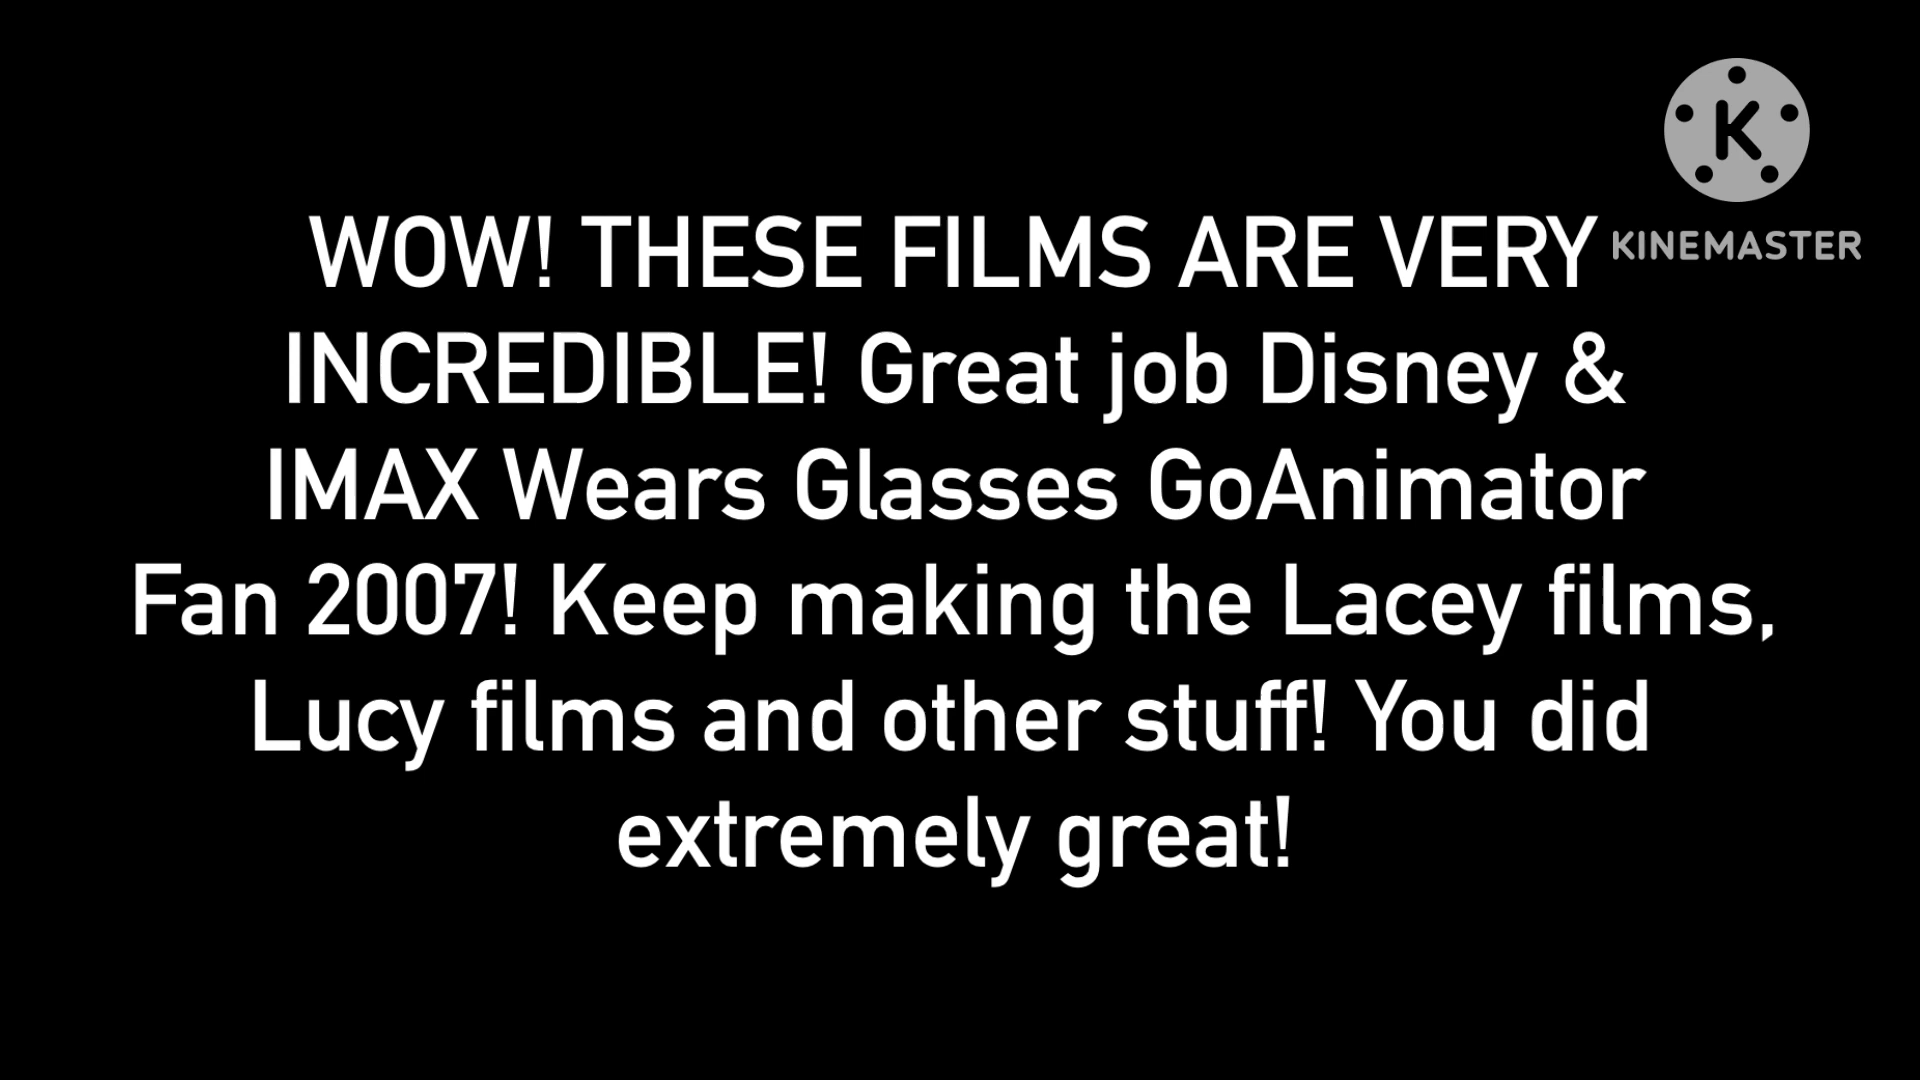 K
KINEMASTER
WOW! THESE FILMS ARE VERY
INCREDIBLE! Great job Disney &
IMAX Wears Glasses GoAnimator
Fan 2007! Keep making the Lacey films,
Lucy films and other stuff! You did
extremely great!